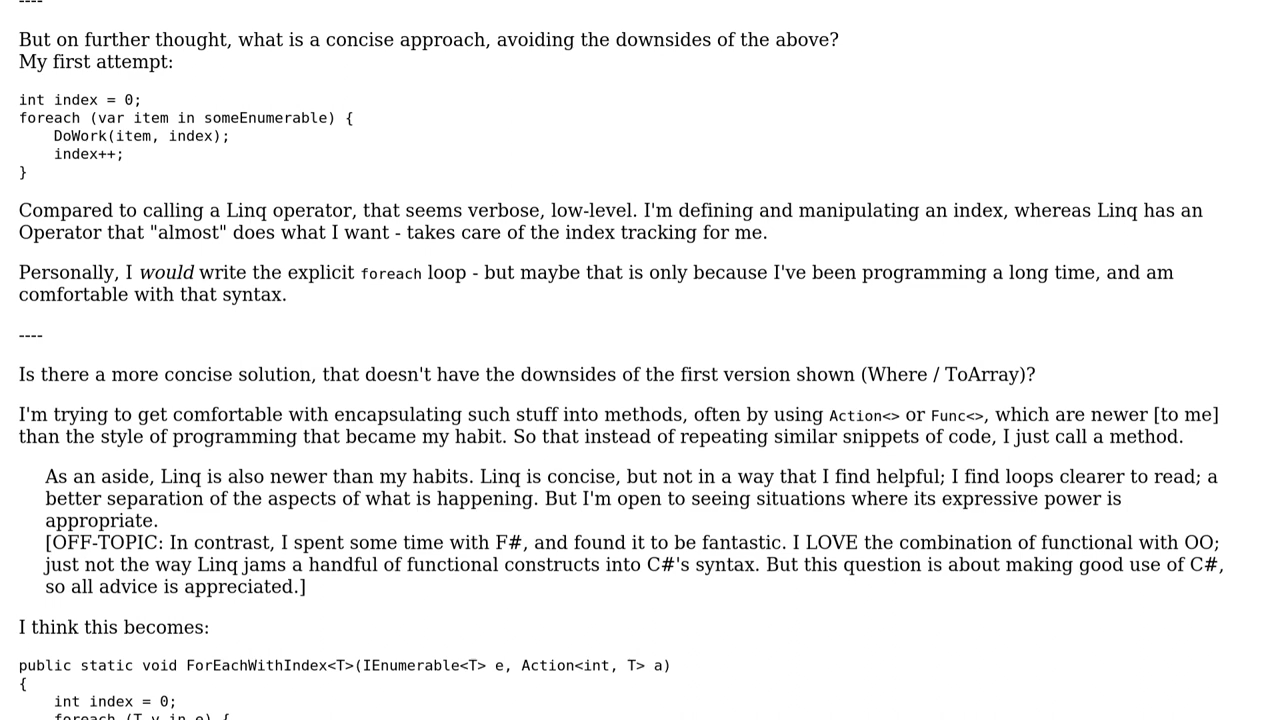 ----
But on further thought, what is a concise approach, avoiding the downsides of the above?
My first attempt:
int index = 0;
foreach (var item in someEnumerable) {
    DoWork(item, index);
    index++;
}
Compared to calling a Linq operator, that seems verbose, low-level. I'm defining and manipulating an index, whereas Linq has an
Operator that "almost" does what I want - takes care of the index tracking for me.
Personally, I would write the explicit foreach loop - but maybe that is only because I've been programming a long time, and am
comfortable with that syntax.
----
Is there a more concise solution, that doesn't have the downsides of the first version shown (Where / ToArray)?
I'm trying to get comfortable with encapsulating such stuff into methods, often by using Action<> or Func<>, which are newer [to me]
than the style of programming that became my habit. So that instead of repeating similar snippets of code, I just call a method.
As an aside, Linq is also newer than my habits. Linq is concise, but not in a way that I find helpful; I find loops clearer to read; a
better separation of the aspects of what is happening. But I'm open to seeing situations where its expressive power is
appropriate.
[OFF-TOPIC: In contrast, I spent some time with F#, and found it to be fantastic. I LOVE the combination of functional with OO;
just not the way Linq jams a handful of functional constructs into C#'s syntax. But this question is about making good use of C#,
so all advice is appreciated.]
I think this becomes:
public static void ForEachWithIndex<T>(IEnumerable<T> e, Action<int, T> a)
{
    int index = 0;
    foreach (T v in e) {